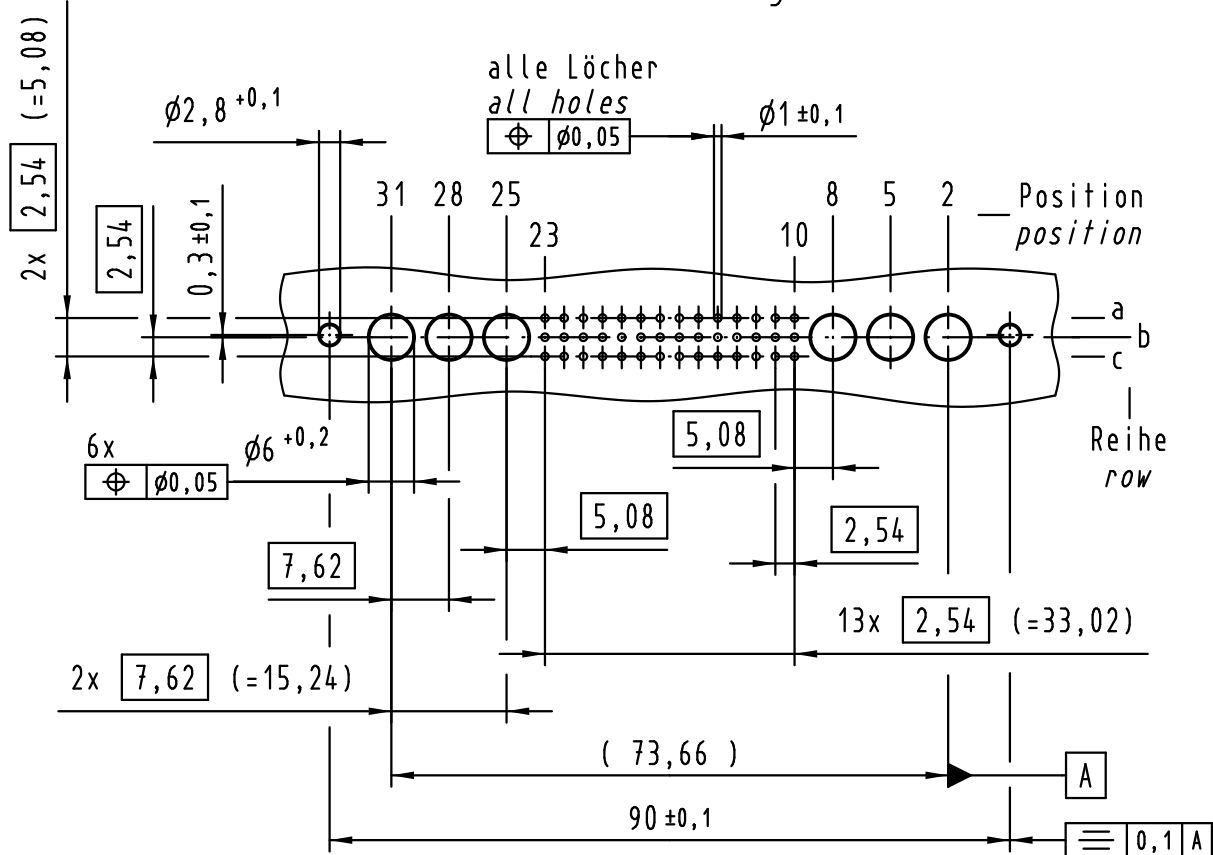 2x 2,54 (=5,08)
2,54
0,3 ±0,1
ø2,8 +0,1
alle Löcher
all holes
ø0,05
ø1 ±0,1
31 28 25 8 5 2
Position
position
23 10
a
b
c
Reihe
row
6x
ø0,05
ø6 +0,2
5,08
5,08
2,54
7,62
13x 2,54 (=33,02)
2x 7,62 (=15,24)
( 73,66 )
A
90 ±0,1
0,1 A